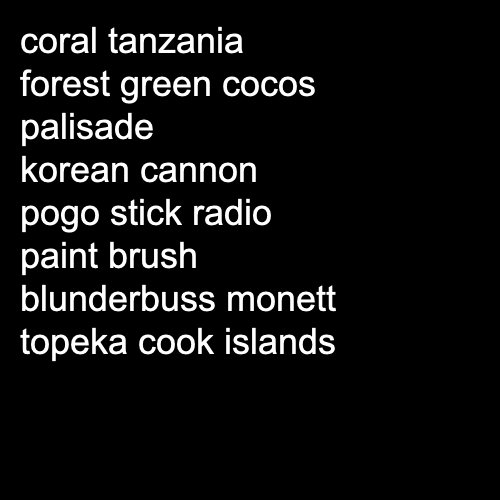 coral tanzania
forest green cocos
palisade
korean cannon
pogo stick radio
paint brush
blunderbuss monett
topeka cook islands